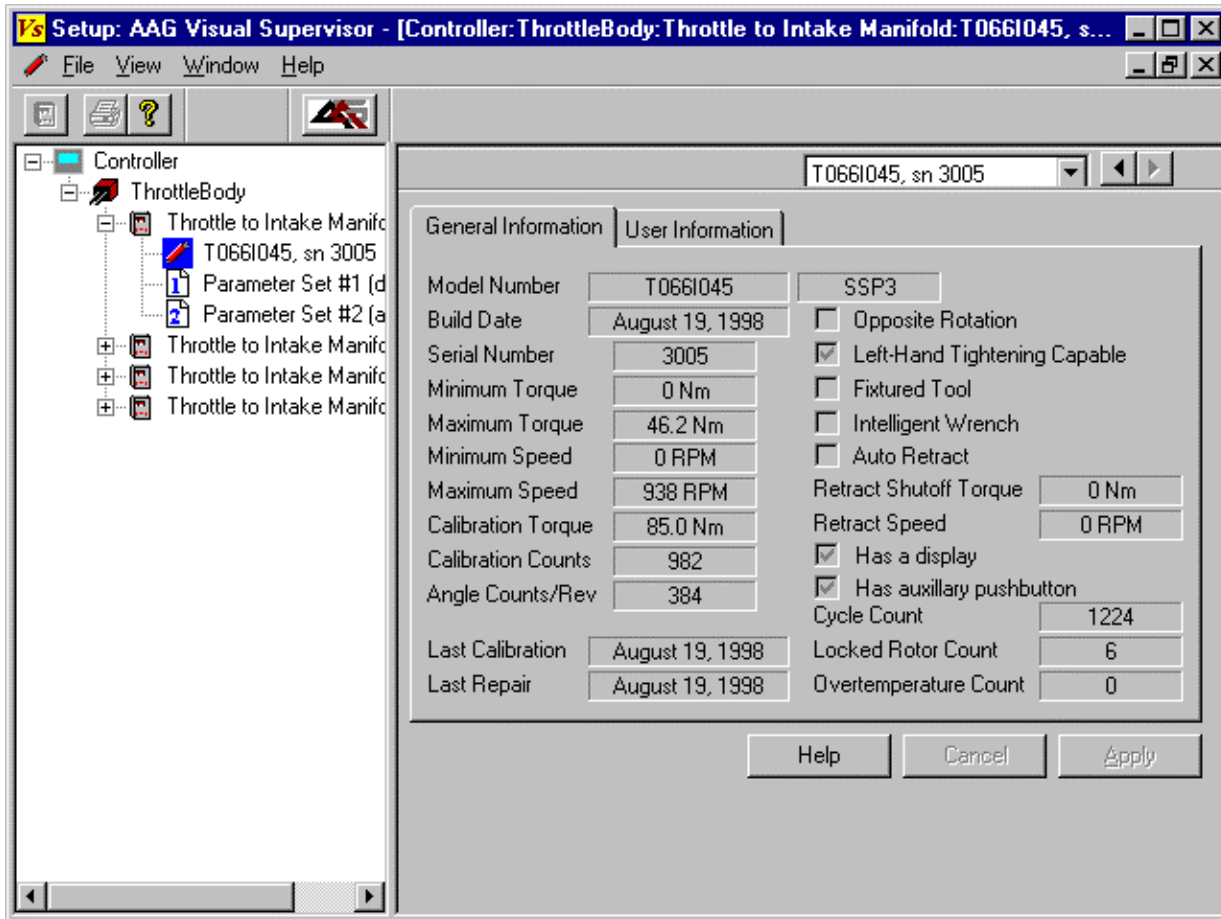 Vs Setup: AAG Visual Supervisor - [Controller:ThrottleBody:Throttle to Intake Manifold:T066I045, s...
File View Window Help
Controller
ThrottleBody
Throttle to Intake Manifo
T066I045, sn 3005
Parameter Set #1 (d
Parameter Set #2 (a
Throttle to Intake Manifo
Throttle to Intake Manifo
Throttle to Intake Manifo
T066I045, sn 3005
General Information User Information
Model Number T066I045 SSP3
Build Date August 19, 1998 Opposite Rotation
Serial Number 3005 Left-Hand Tightening Capable
Minimum Torque 0 Nm Fixtured Tool
Maximum Torque 46.2 Nm Intelligent Wrench
Minimum Speed 0 RPM Auto Retract
Maximum Speed 938 RPM Retract Shutoff Torque 0 Nm
Calibration Torque 85.0 Nm Retract Speed 0 RPM
Calibration Counts 982 Has a display
Angle Counts/Rev 384 Has auxillary pushbutton
Cycle Count 1224
Last Calibration August 19, 1998 Locked Rotor Count 6
Last Repair August 19, 1998 Overtemperature Count 0
Help Cancel Apply